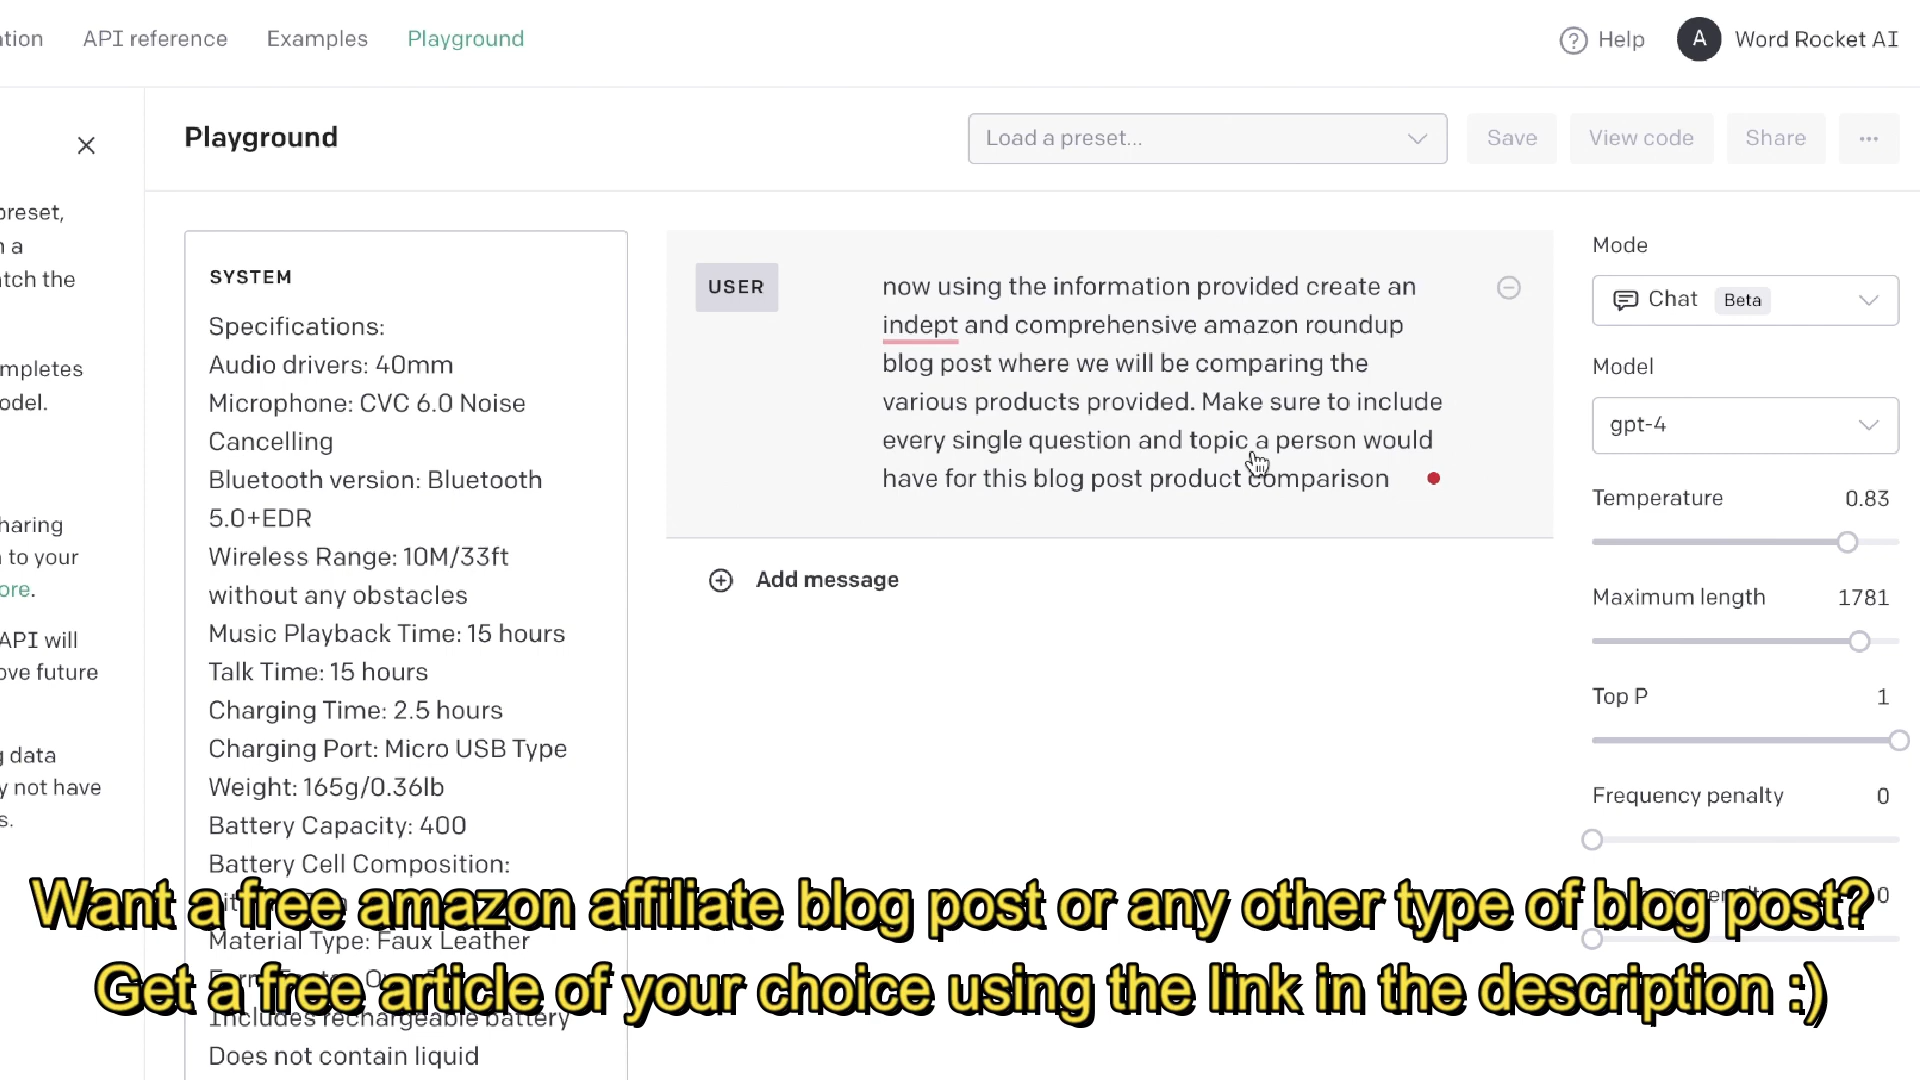 API reference
Examples
Playground
Help
A
Word Rocket AI
Playground
Load a preset...
Save
View code
Share
preset,
a
the
haring
to your
API will
future
data
not have
SYSTEM
Specifications:
Audio drivers: 40mm
Microphone: CVC 6.0 Noise
Cancelling
Bluetooth version: Bluetooth
5.0+EDR
Wireless Range: 10M/33ft
without any obstacles
Music Playback Time: 15 hours
Talk Time: 15 hours
Charging Time: 2.5 hours
Charging Port: Micro USB Type
Weight: 165g/0.36lb
Battery Capacity: 400
Battery Cell Composition:
Material Type: Faux Leather
Includes rechargeable battery
Does not contain liquid
USER
now using the information provided create an
indept and comprehensive amazon roundup
blog post where we will be comparing the
various products provided. Make sure to include
every single question and topic a person would
have for this blog post product comparison
Add message
Mode
Chat Beta
Model
gpt-4
Temperature 0.83
Maximum length 1781
Top P 1
Frequency penalty 0
0
Want a free amazon affiliate blog post or any other type of blog post?
Get a free article of your choice using the link in the description :)